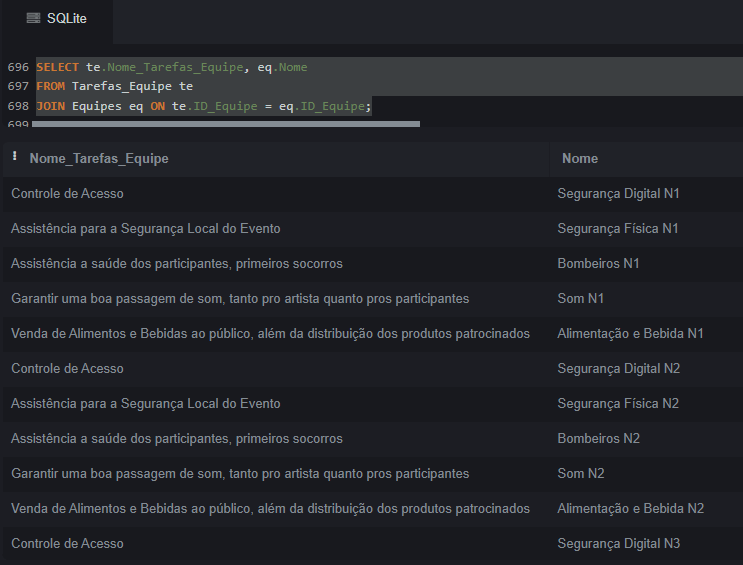 SQLite
696 SELECT te.Nome_Tarefas_Equipe, eq.Nome
697 FROM Tarefas_Equipe te
698 JOIN Equipes eq ON te.ID_Equipe = eq.ID_Equipe;
699
Nome_Tarefas_Equipe Nome
Controle de Acesso Segurança Digital N1
Assistência para a Segurança Local do Evento Segurança Física N1
Assistência a saúde dos participantes, primeiros socorros Bombeiros N1
Garantir uma boa passagem de som, tanto pro artista quanto pros participantes Som N1
Venda de Alimentos e Bebidas ao público, além da distribuição dos produtos patrocinados Alimentação e Bebida N1
Controle de Acesso Segurança Digital N2
Assistência para a Segurança Local do Evento Segurança Física N2
Assistência a saúde dos participantes, primeiros socorros Bombeiros N2
Garantir uma boa passagem de som, tanto pro artista quanto pros participantes Som N2
Venda de Alimentos e Bebidas ao público, além da distribuição dos produtos patrocinados Alimentação e Bebida N2
Controle de Acesso Segurança Digital N3